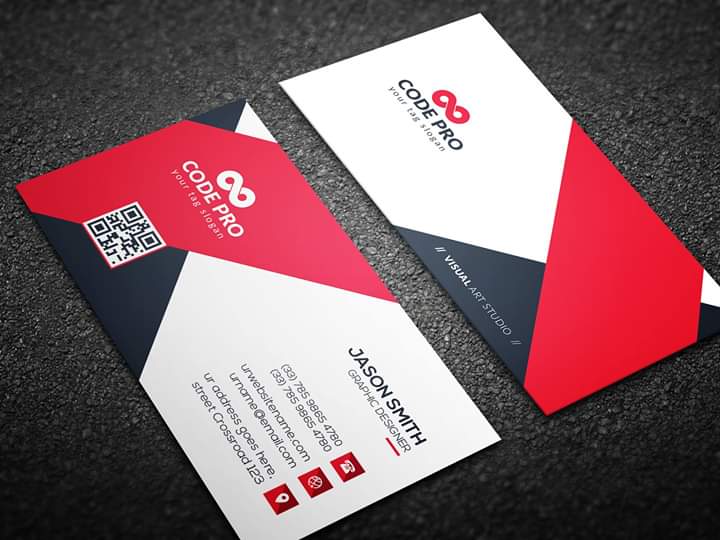 CODE PRO
your tag slogan
JASON SMITH
GRAPHIC DESIGNER
(33) 785 9865 4780
(33) 785 9865 4780
urwebsitename.com
urname@email.com
ur address goes here.
street Crossroad 123
CODE PRO
your tag slogan
// VISUAL ART STUDIO //